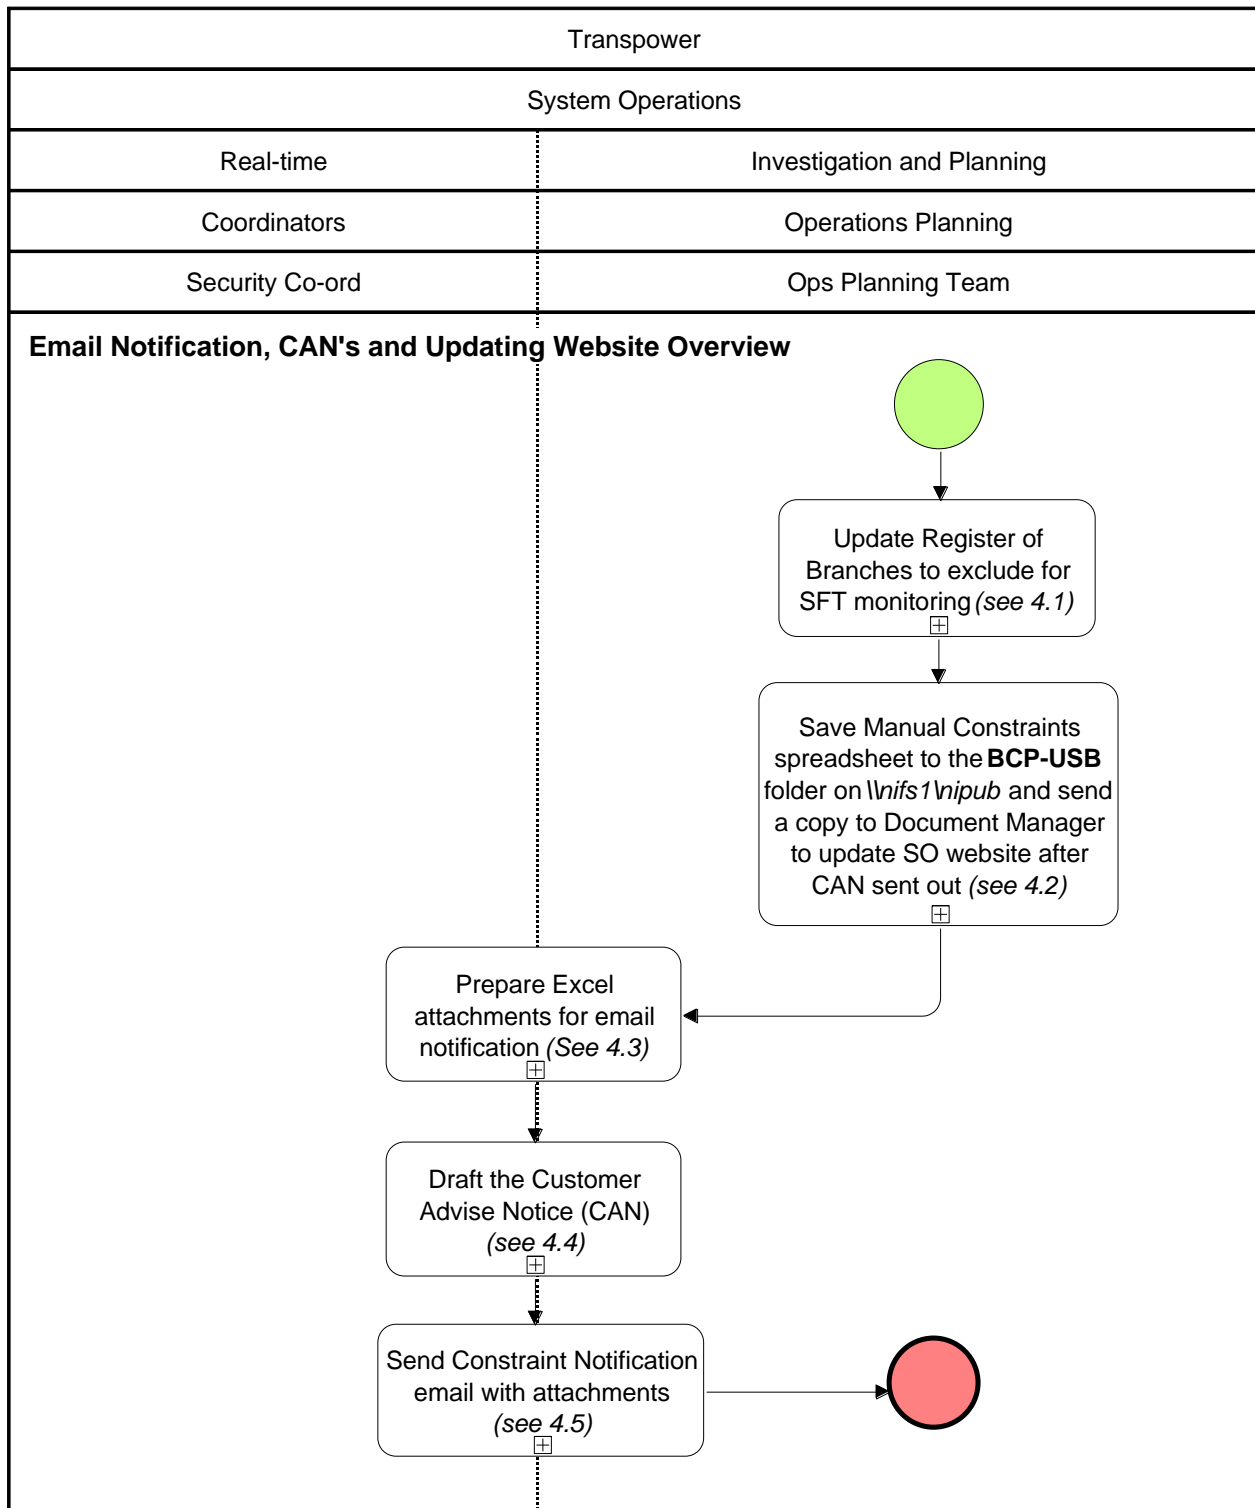 Transpower
System Operations
Real-time
Investigation and Planning
Coordinators
Operations Planning
Security Co-ord
Ops Planning Team
Email Notification, CAN's and Updating Website Overview
Update Register of
Branches to exclude for
SFT monitoring (see 4.1)
Save Manual Constraints
spreadsheet to the BCP-USB
folder on \\nifs1\nipub and send
a copy to Document Manager
to update SO website after
CAN sent out (see 4.2)
Prepare Excel
attachments for email
notification (See 4.3)
Draft the Customer
Advise Notice (CAN)
(see 4.4)
Send Constraint Notification
email with attachments
(see 4.5)